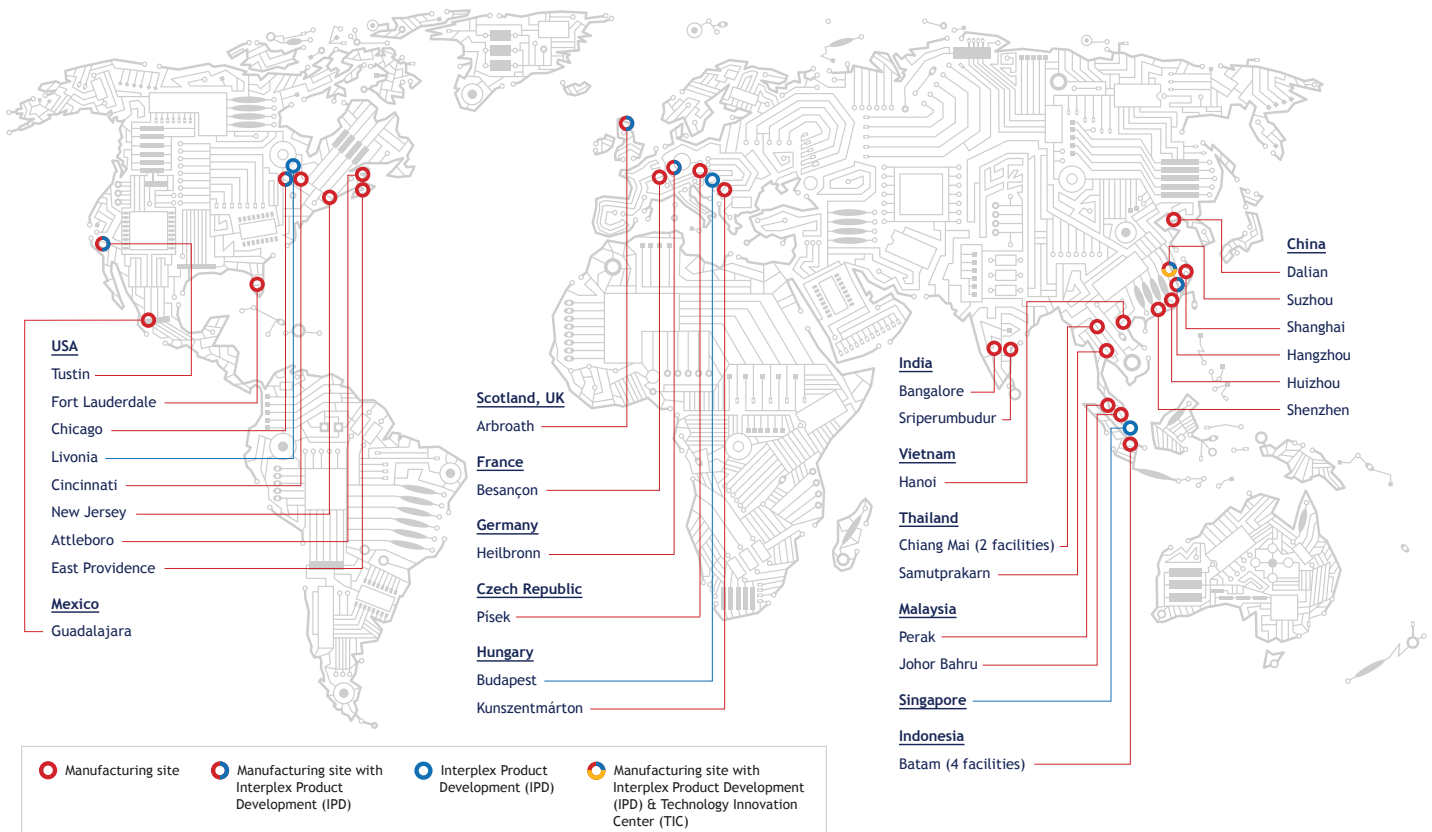 USA
Tustin
Fort Lauderdale
Chicago
Livonia
Cincinnati
New Jersey
Attleboro
East Providence
Mexico
Guadalajara
Scotland, UK
Arbroath
France
Besançon
Germany
Heilbronn
Czech Republic
Písek
Hungary
Budapest
Kunszentmárton
India
Bangalore
Sriperumbudur
Vietnam
Hanoi
Thailand
Chiang Mai (2 facilities)
Samutprakarn
Malaysia
Perak
Johor Bahru
Singapore
Indonesia
Batam (4 facilities)
China
Dalian
Suzhou
Shanghai
Hangzhou
Huizhou
Shenzhen
Manufacturing site
Manufacturing site with
Interplex Product
Development (IPD)
Interplex Product
Development (IPD)
Manufacturing site with
Interplex Product Development
(IPD) & Technology Innovation
Center (TIC)